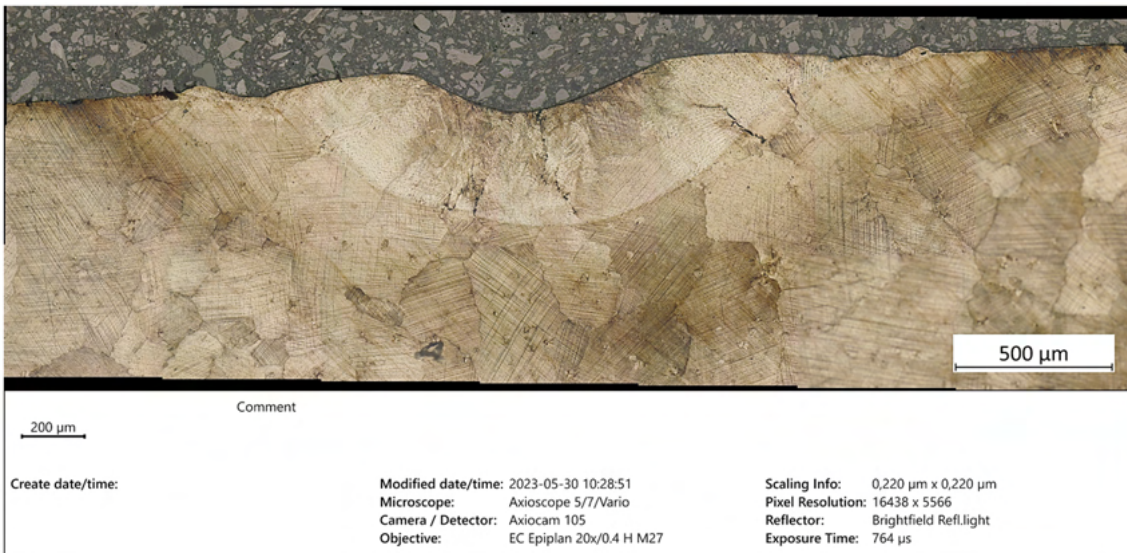 500 µm
Comment
200 µm
Create date/time:
Modified date/time: 2023-05-30 10:28:51
Microscope: Axioscope 5/7/Vario
Camera / Detector: Axiocam 105
Objective: EC Epiplan 20x/0.4 H M27
Scaling Info: 0,220 µm x 0,220 µm
Pixel Resolution: 16438 x 5566
Reflector: Brightfield Refl.light
Exposure Time: 764 µs